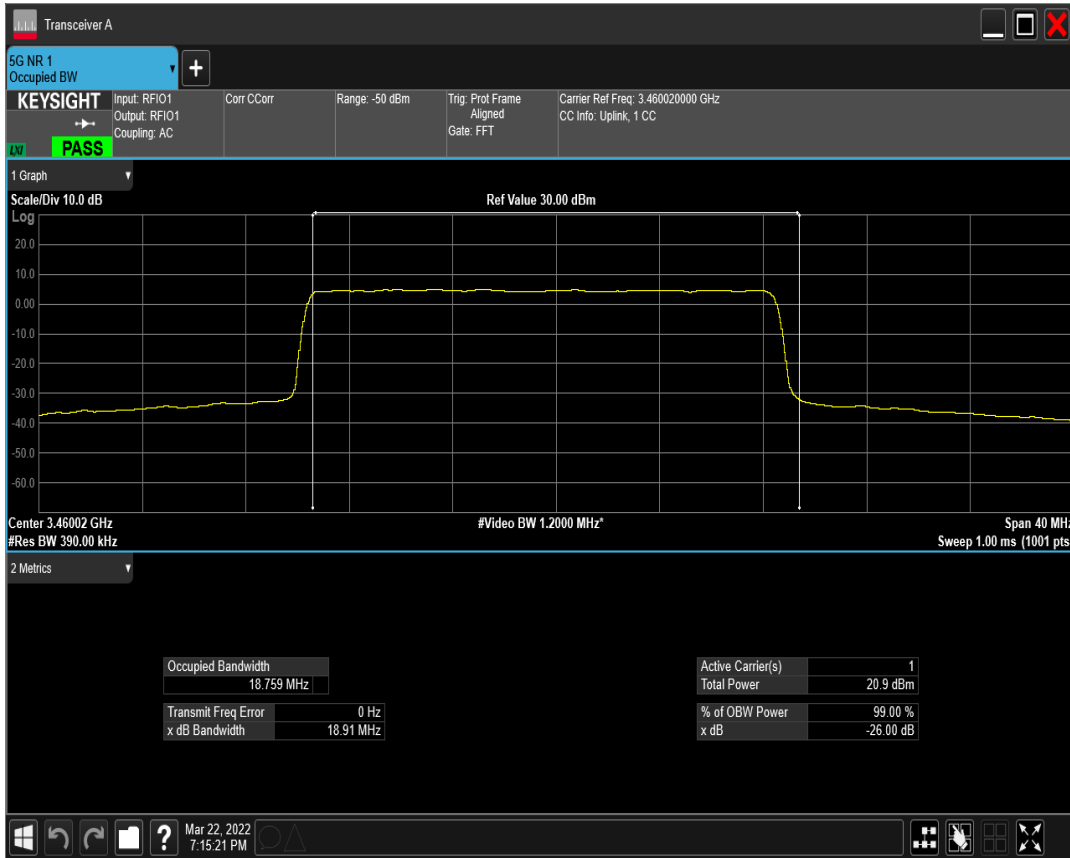 Transceiver A
5G NR 1
Occupied BW
KEYSIGHT
Input: RFIO1
Output: RFIO1
Coupling: AC
Corr CCorr
Range: -50 dBm
Trig: Prot Frame
Aligned
Gate: FFT
Carrier Ref Freq: 3.460020000 GHz
CC Info: Uplink, 1 CC
LXI
PASS
1 Graph
Scale/Div 10.0 dB
Ref Value 30.00 dBm
Log
20.0
10.0
0.00
-10.0
-20.0
-30.0
-40.0
-50.0
-60.0
Center 3.46002 GHz
#Video BW 1.2000 MHz*
Span 40 MHz
#Res BW 390.00 kHz
Sweep 1.00 ms (1001 pts
2 Metrics
Occupied Bandwidth
18.759 MHz
Transmit Freq Error 0 Hz
x dB Bandwidth 18.91 MHz
Active Carrier(s) 1
Total Power 20.9 dBm
% of OBW Power 99.00 %
x dB -26.00 dB
?
Mar 22, 2022
7:15:21 PM